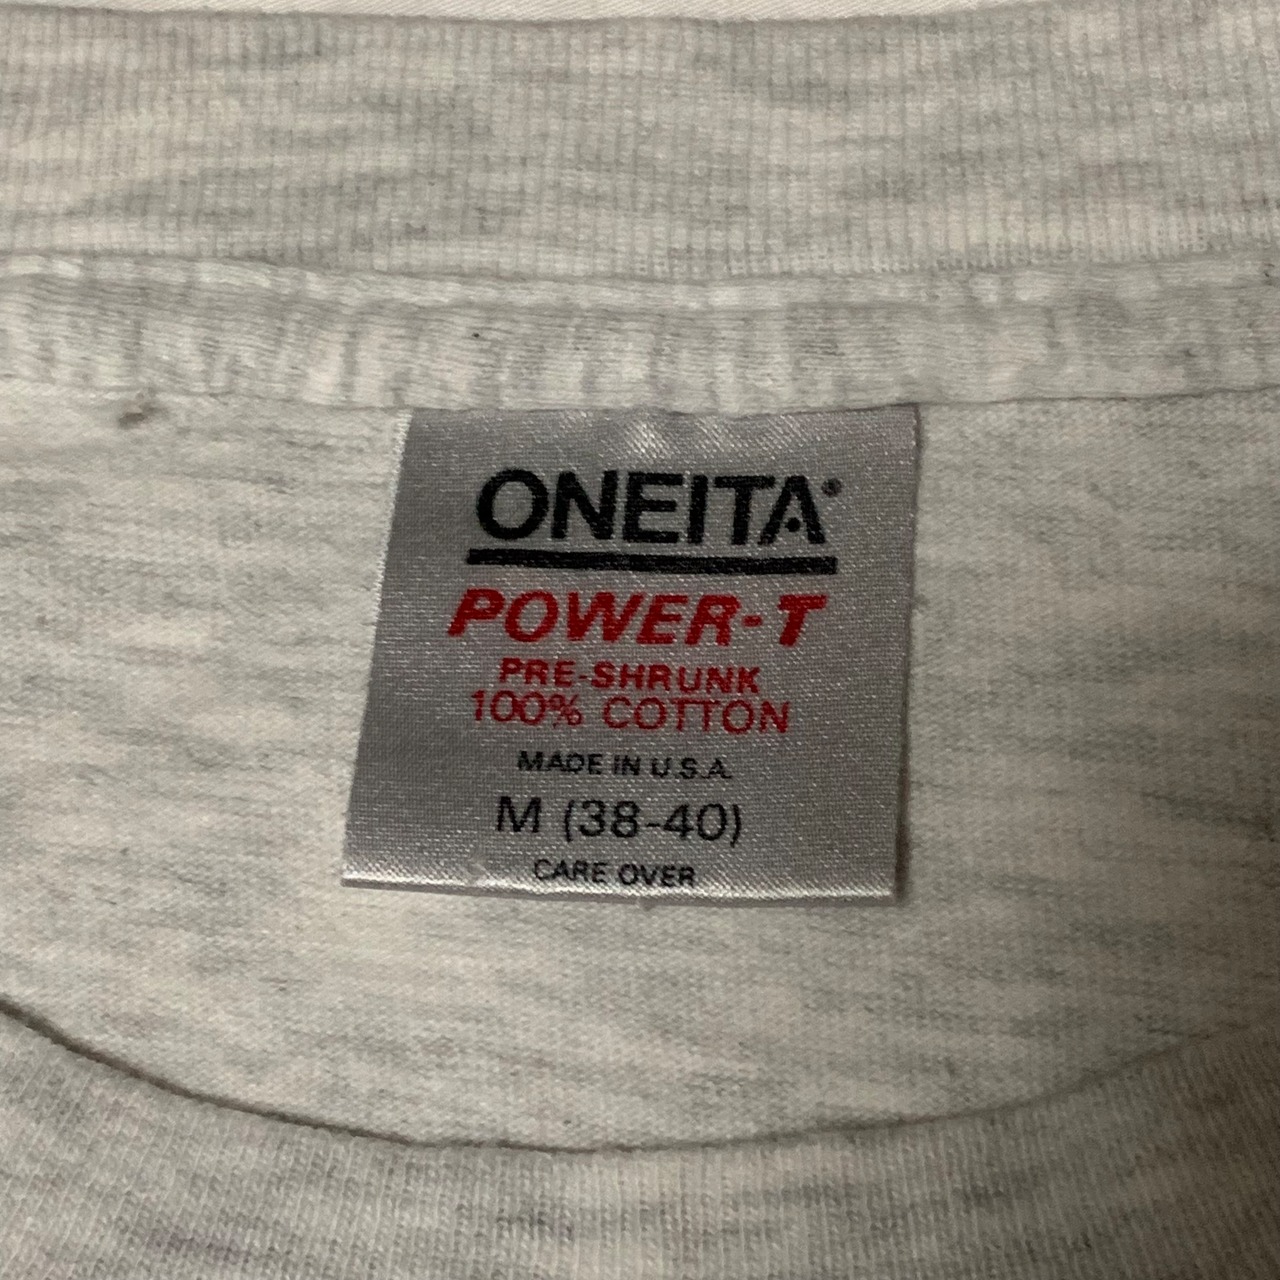 ONEITA
POWER-T
PRE-SHRUNK
100% COTTON
MADE IN U.S.A.
M (38-40)
CARE OVER